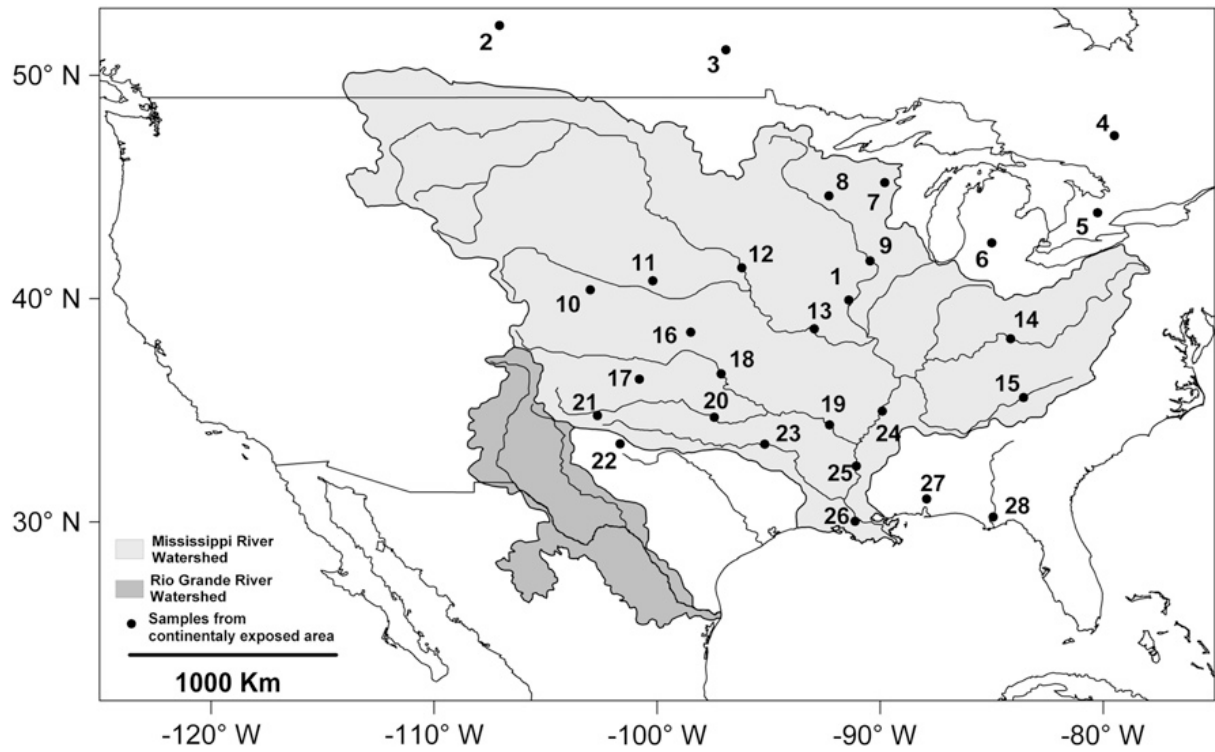 2
3
50° N
4
8
7
5
9
6
11
12
1
10
40° N
13
14
16
18
15
17
20
19
21
23
24
22
25
27
26
28
30° N
Mississippi River
Watershed
Rio Grande River
Watershed
Samples from
continentaly exposed area
1000 Km
-120° W
-110° W
-100° W
-90° W
-80° W